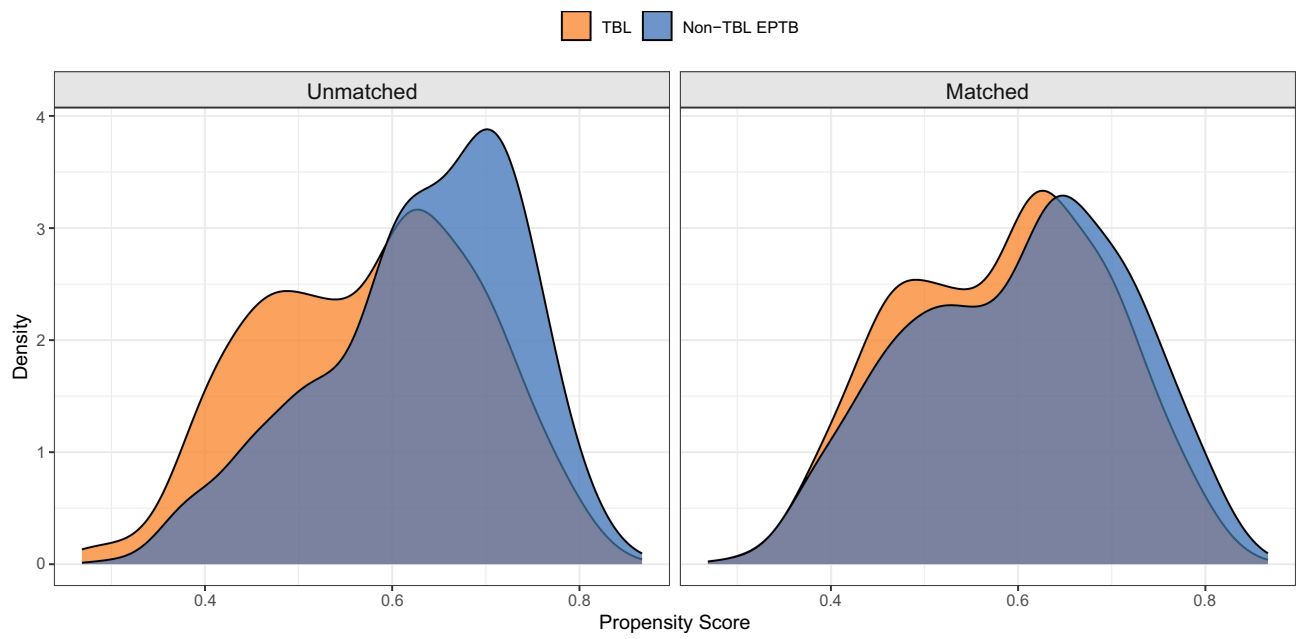 TBL Non−TBL EPTB
Unmatched Matched
4
3
2
1
0
Density
0.4 0.6 0.8 0.4 0.6 0.8
Propensity Score